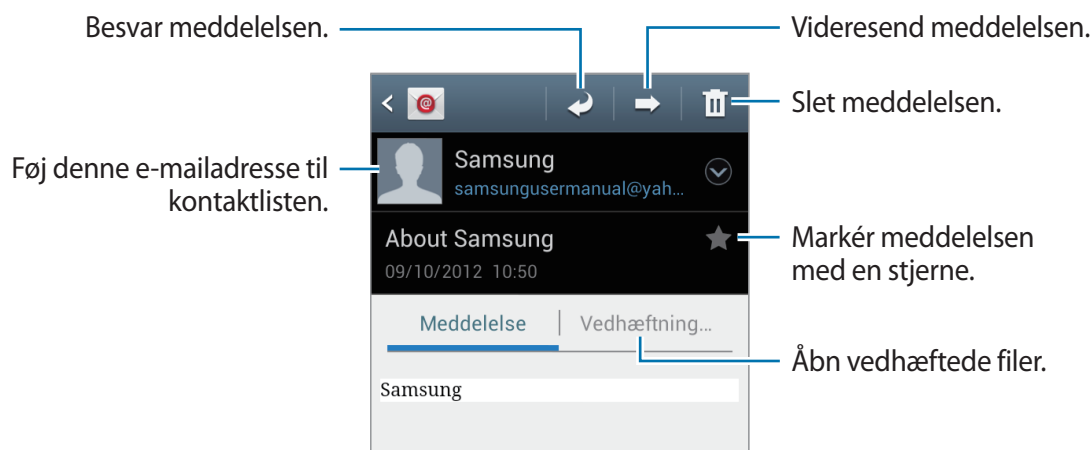 Besvar meddelelsen.
Videresend meddelelsen.
Slet meddelelsen.
Føj denne e-mailadresse til
kontaktlisten.
Samsung
samsungusermanual@yah...
About Samsung
09/10/2012 10:50
Markér meddelelsen
med en stjerne.
Meddelelse
Vedhæftning...
Åbn vedhæftede filer.
Samsung